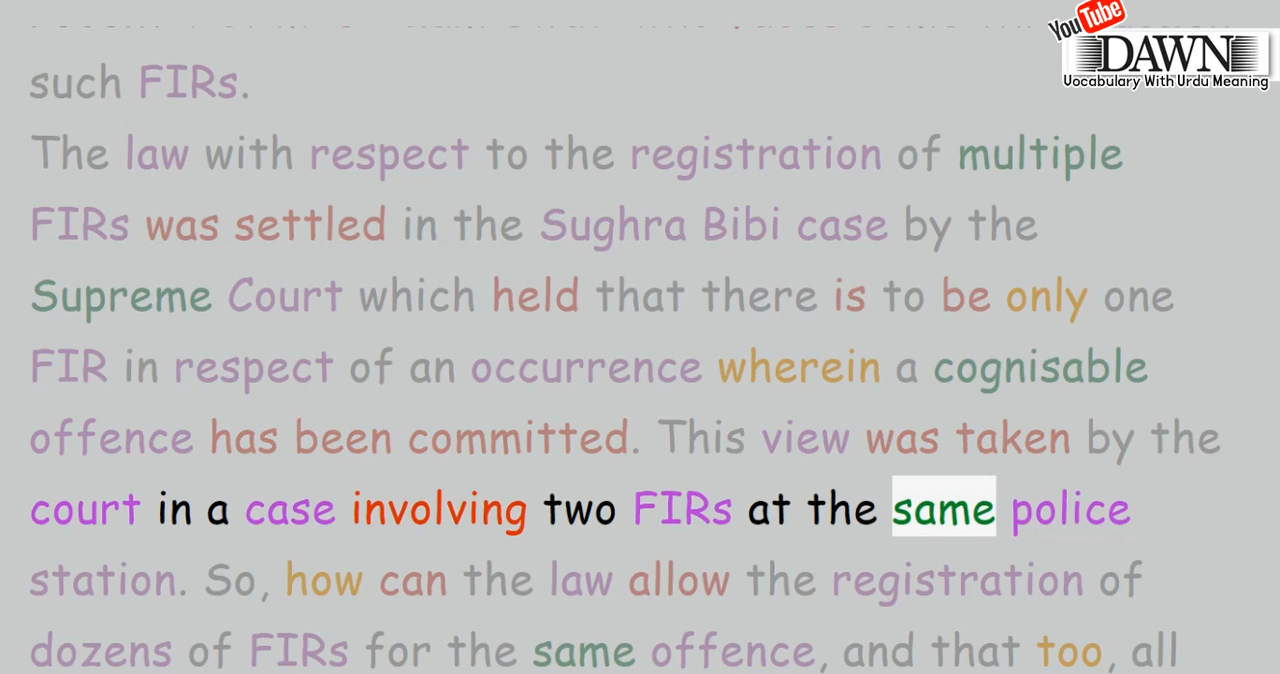 YouTube
DAWN
Vocabulary With Urdu Meaning
such FIRs.
The law with respect to the registration of multiple
FIRs was settled in the Sughra Bibi case by the
Supreme Court which held that there is to be only one
FIR in respect of an occurrence wherein a cognisable
offence has been committed. This view was taken by the
court in a case involving two FIRs at the same police
station. So, how can the law allow the registration of
dozens of FIRs for the same offence, and that too, all